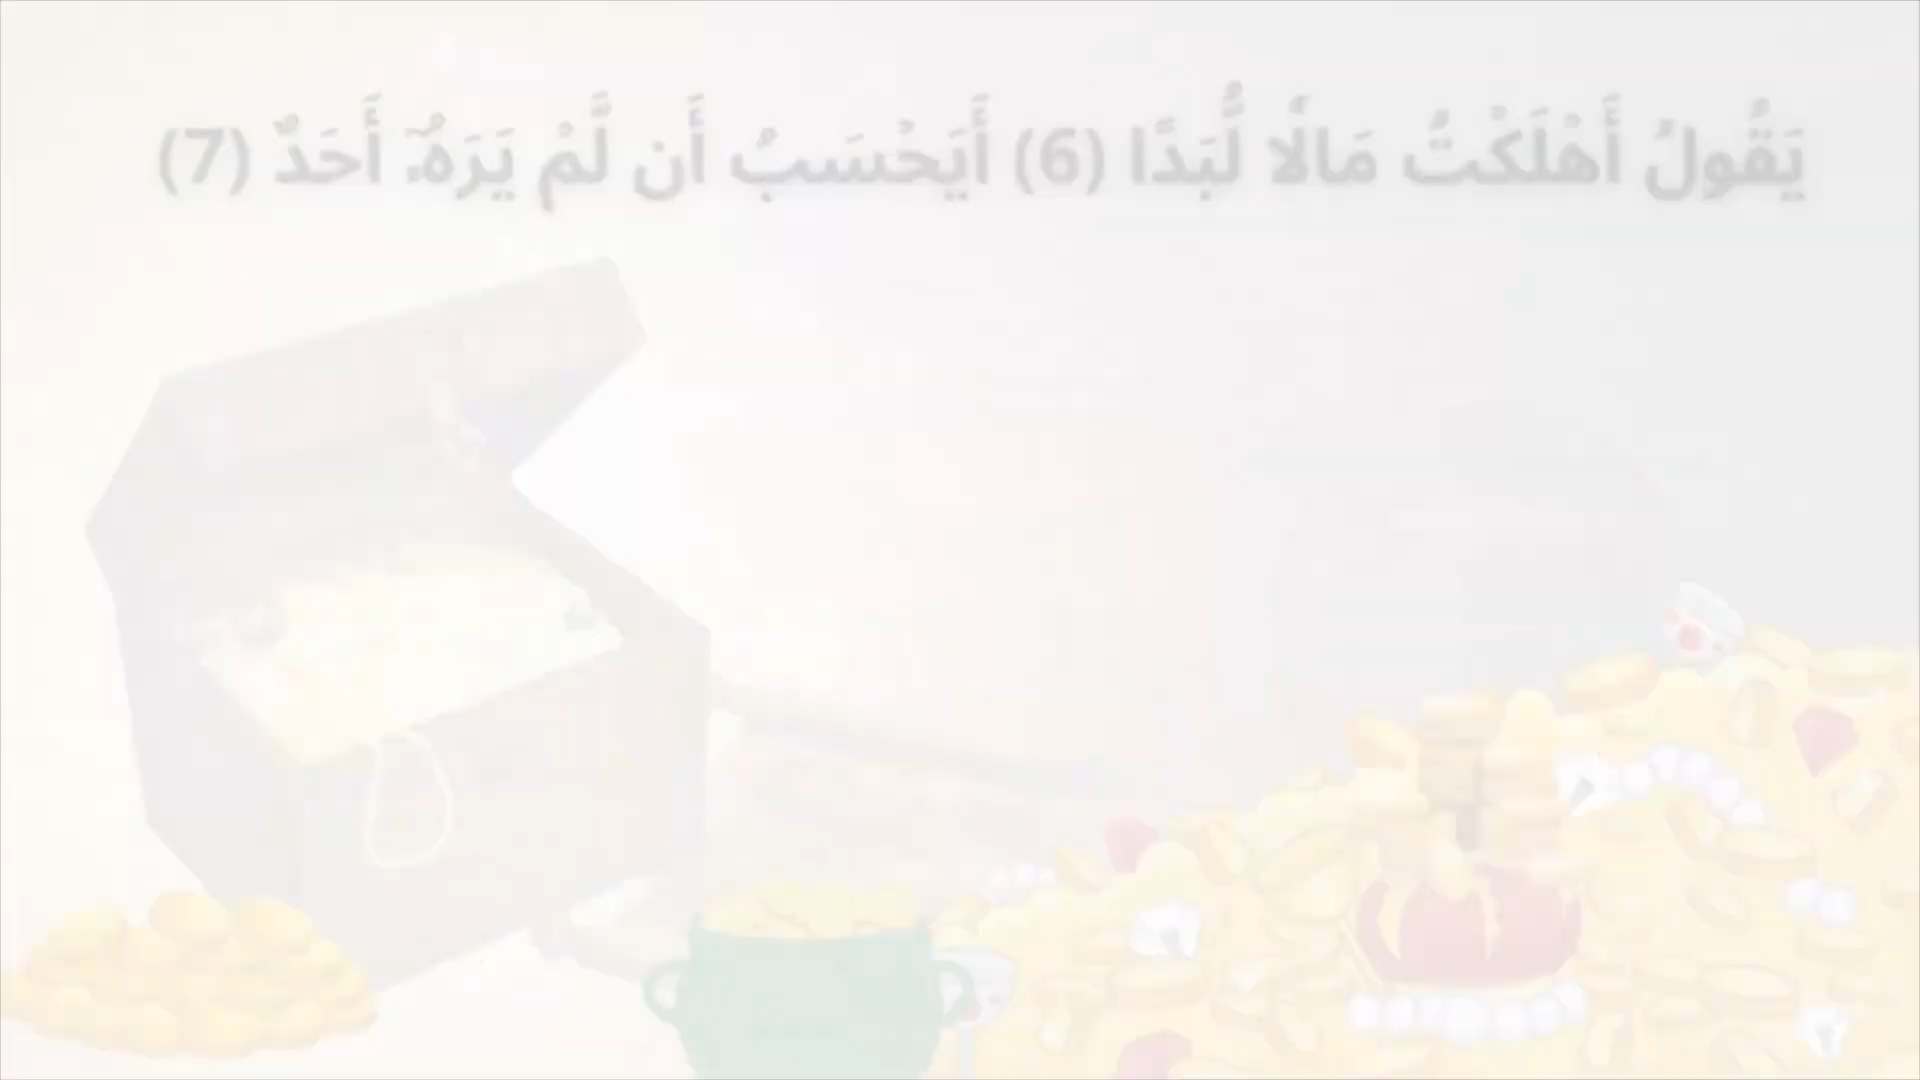 يَقُولُ أَهْلَكْتُ مَالًا لُّبَدًا (6) أَيَحْسَبُ أَن لَّمْ يَرَهُۥٓ أَحَدٌ (7)